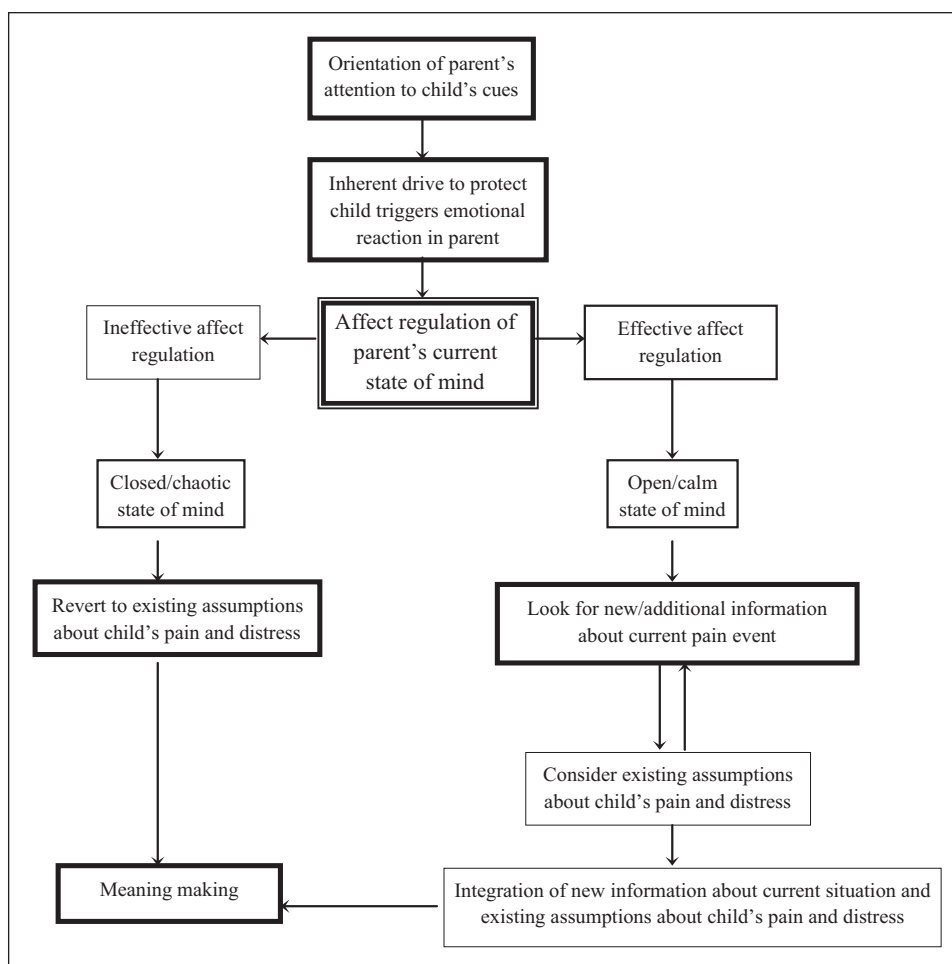 Orientation of parent's
attention to child's cues
Inherent drive to protect
child triggers emotional
reaction in parent
Ineffective affect
regulation
Affect regulation of
parent's current
state of mind
Effective affect
regulation
Closed/chaotic
state of mind
Open/calm
state of mind
Revert to existing assumptions
about child's pain and distress
Look for new/additional information
about current pain event
Consider existing assumptions
about child's pain and distress
Meaning making
Integration of new information about current situation and
existing assumptions about child's pain and distress